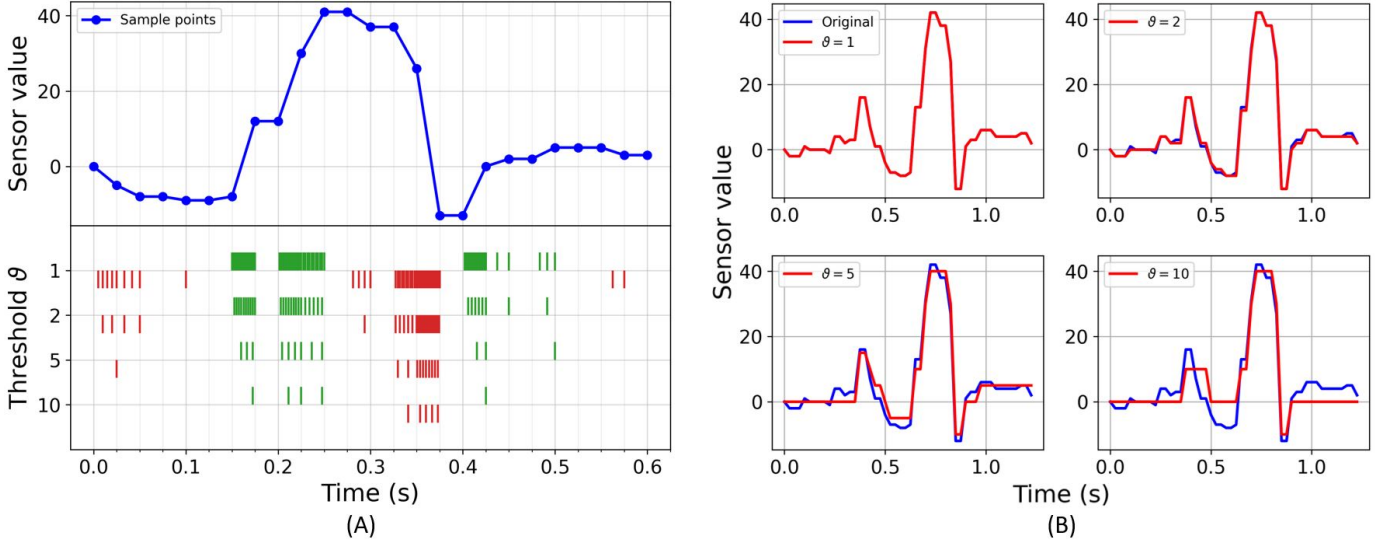 Sample points
Sensor value
40
20
0
Threshold ϑ
1
2
5
10
0.0 0.1 0.2 0.3 0.4 0.5 0.6
Time (s)
(A)
Sensor value
Original
ϑ = 1
40
20
0
0.0 0.5 1.0
ϑ = 2
40
20
0
0.0 0.5 1.0
ϑ = 5
40
20
0
0.0 0.5 1.0
ϑ = 10
40
20
0
0.0 0.5 1.0
Time (s)
(B)